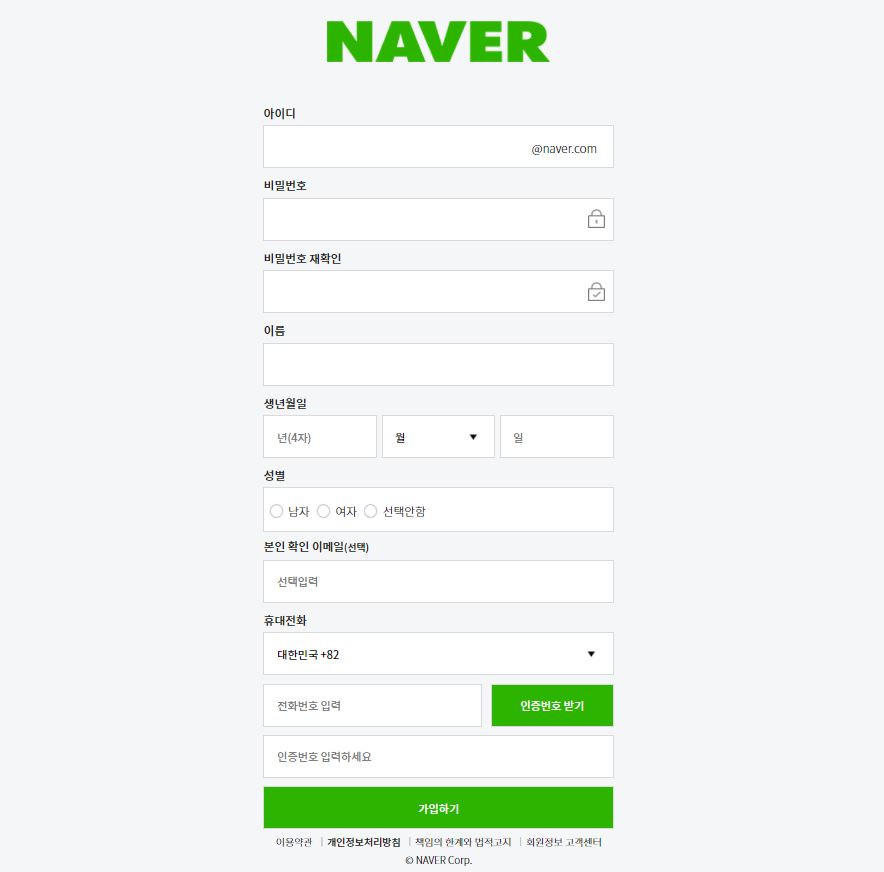 NAVER
아이디
@naver.com
비밀번호
비밀번호 재확인
이름
생년월일
년(4자) 월 일
성별
남자 여자 선택안함
본인 확인 이메일(선택)
선택입력
휴대전화
대한민국 +82
전화번호 입력 인증번호 받기
인증번호 입력하세요
가입하기
이용약관 | 개인정보처리방침 | 책임의 한계와 법적고지 | 회원정보 고객센터
© NAVER Corp.